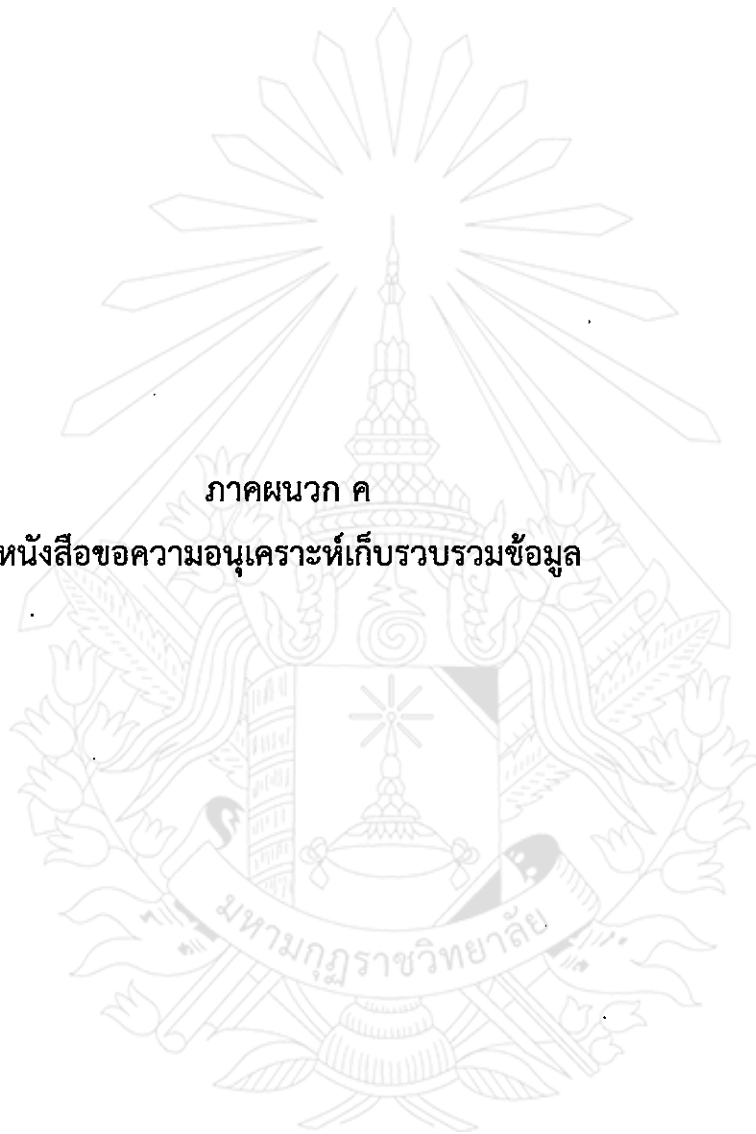 ภาคผนวก ค
หนังสือขอความอนุเคราะห์เก็บรวบรวมข้อมูล
มหามกุฏราชวิทยาลัย